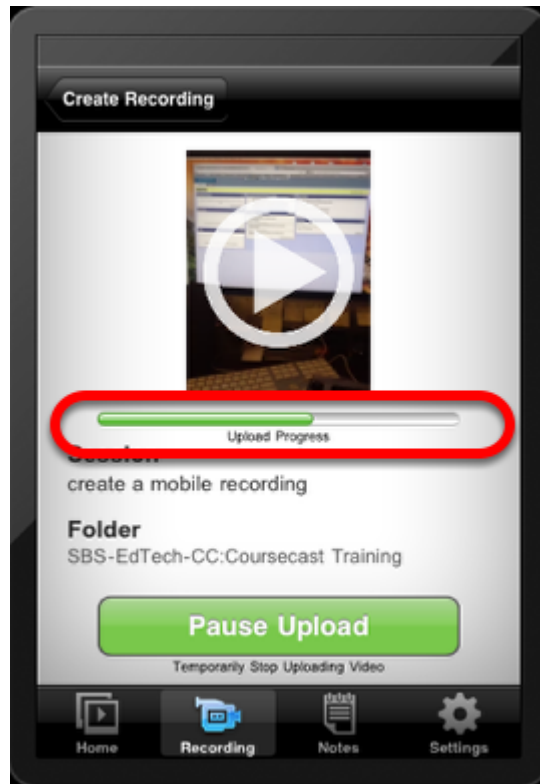 Create Recording
Upload Progress
Session
create a mobile recording
Folder
SBS-EdTech-CC:Coursecast Training
Pause Upload
Temporarily Stop Uploading Video
Home Recording Notes Settings